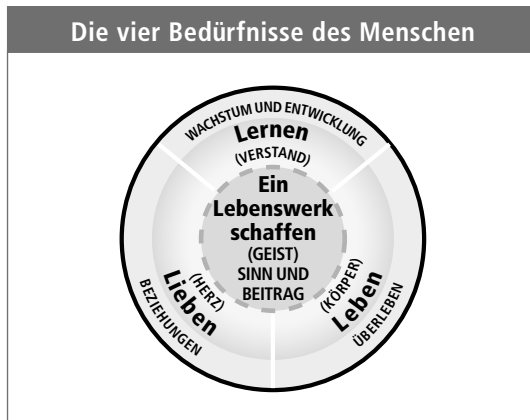 Die vier Bedürfnisse des Menschen
WACHSTUM UND ENTWICKLUNG
Lernen
(VERSTAND)
Ein
Lebenswerk
schaffen
(GEIST)
SINN UND
BEITRAG
(HERZ)
Lieben
BEZIEHUNGEN
(KÖRPER)
Leben
ÜBERLEBEN